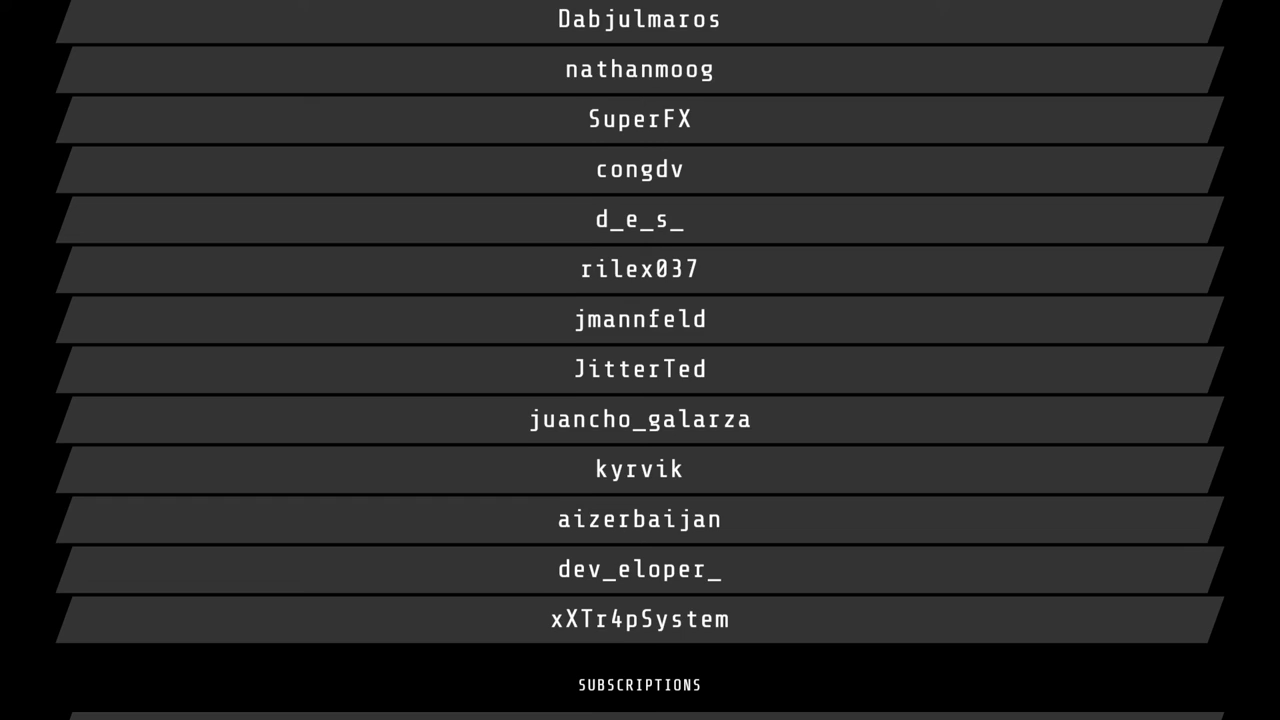 Dabjulmaros
nathanmoog
SuperFX
congdv
d_e_s_
rilex037
jmannfeld
JitterTed
juancho_galarza
kyrvik
aizerbaijan
dev_eloper_
xXTr4pSystem
SUBSCRIPTIONS